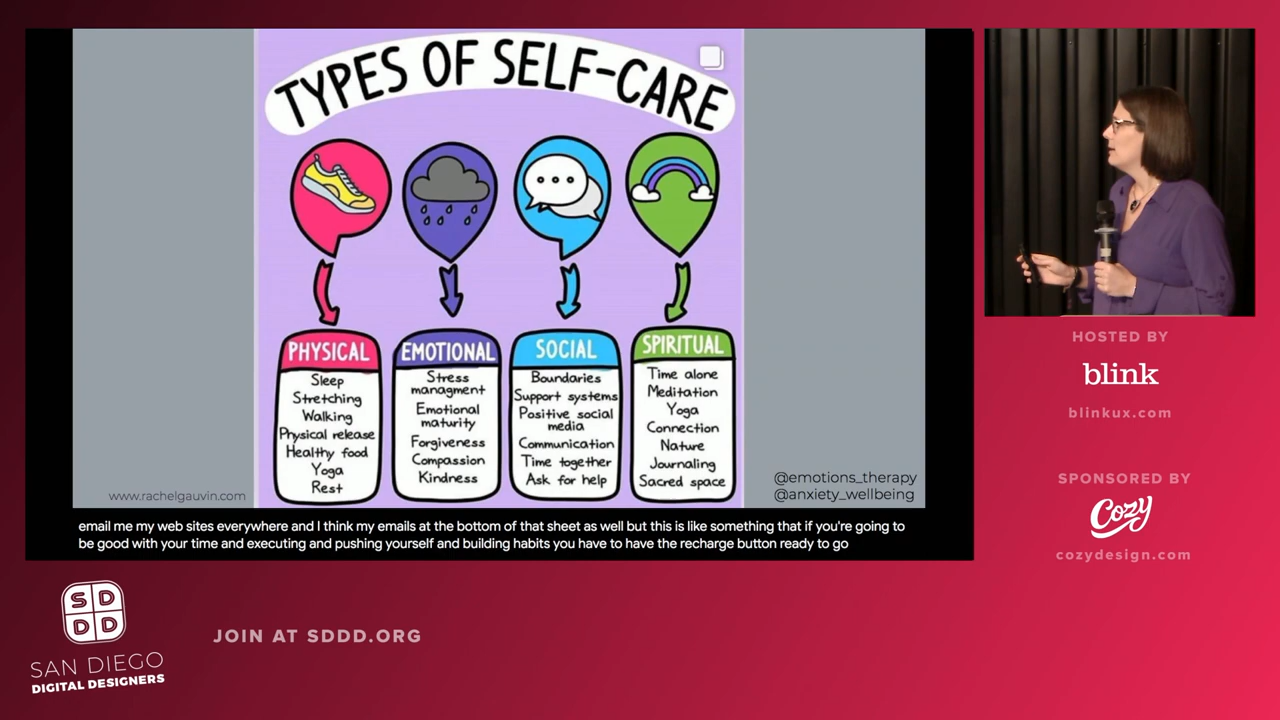 TYPES OF SELF-CARE
PHYSICAL
Sleep
Stretching
Walking
Physical release
Healthy food
Yoga
Rest
EMOTIONAL
Stress
managment
Emotional
maturity
Forgiveness
Compassion
Kindness
SOCIAL
Boundaries
Support systems
Positive social
media
Communication
Time together
Ask for help
SPIRITUAL
Time alone
Meditation
Yoga
Connection
Nature
Journaling
Sacred space
www.rachelgauvin.com
@emotions_therapy
@anxiety_wellbeing
email me my web sites everywhere and I think my emails at the bottom of that sheet as well but this is like something that if you're going to
be good with your time and executing and pushing yourself and building habits you have to have the recharge button ready to go
HOSTED BY
blink
blinkux.com
SPONSORED BY
Cozy
cozydesign.com
SD
DD
SAN DIEGO
DIGITAL DESIGNERS
JOIN AT SDDD.ORG